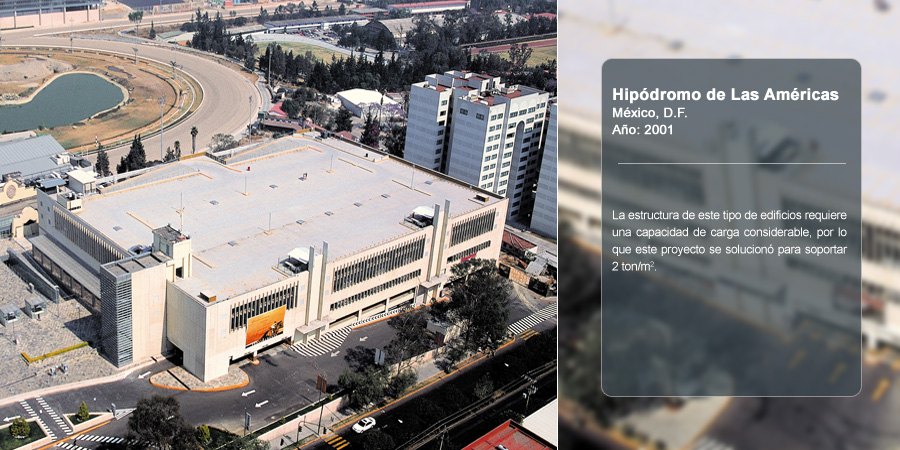 Hipódromo de Las Américas
México, D.F.
Año: 2001
La estructura de este tipo de edificios requiere
una capacidad de carga considerable, por lo
que este proyecto se solucionó para soportar
2 ton/m².